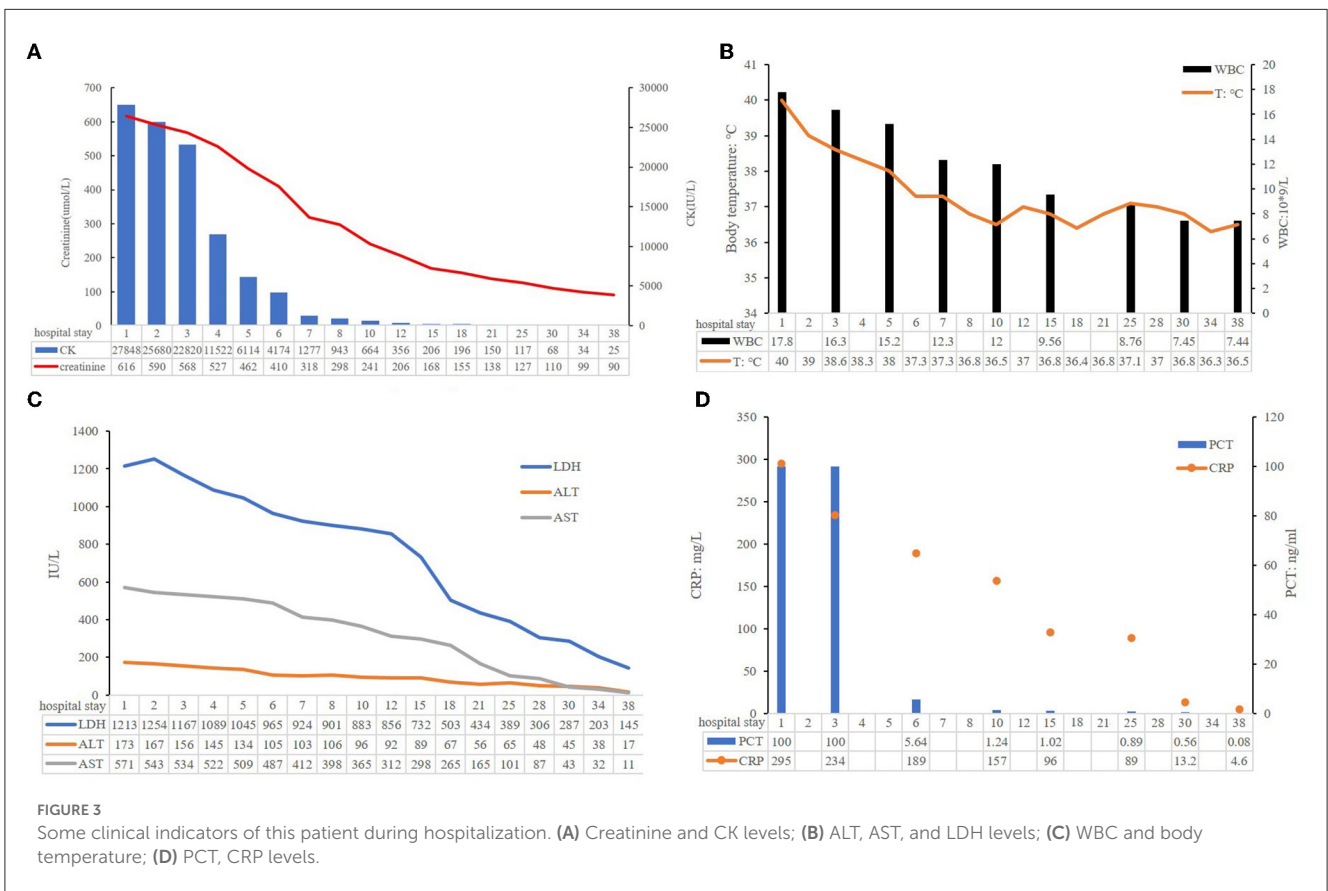 A
700
600
500
400
300
200
100
0
Creatinine(umol/L)
30000
25000
20000
15000
10000
5000
0
CK(IU/L)
hospital stay 1 2 3 4 5 6 7 8 10 12 15 18 21 25 30 34 38
CK 27848 25680 22820 11522 6114 4174 1277 943 664 356 206 196 150 117 68 34 25
creatinine 616 590 568 527 462 410 318 298 241 206 168 155 138 127 110 99 90
B
41
40
39
38
37
36
35
34
Body temperature: °C
WBC
T: °C
20
18
16
14
12
10
8
6
4
2
0
WBC:10*9/L
hospital stay 1 2 3 4 5 6 7 8 10 12 15 18 21 25 28 30 34 38
WBC 17.8 16.3 15.2 12.3 12 9.56 8.76 7.45 7.44
T: °C 40 39 38.6 38.3 38 37.3 37.3 36.8 36.5 37 36.8 36.4 36.8 37.1 37 36.8 36.3 36.5
C
1400
1200
1000
800
600
400
200
0
IU/L
LDH
ALT
AST
hospital stay 1 2 3 4 5 6 7 8 10 12 15 18 21 25 28 30 34 38
LDH 1213 1254 1167 1089 1045 965 924 901 883 856 732 503 434 389 306 287 203 145
ALT 173 167 156 145 134 105 103 106 96 92 89 67 56 65 48 45 38 17
AST 571 543 534 522 509 487 412 398 365 312 298 265 165 101 87 43 32 11
D
350
300
250
200
150
100
50
0
CRP: mg/L
PCT
CRP
120
100
80
60
40
20
0
PCT: ng/ml
hospital stay 1 2 3 4 5 6 7 8 10 12 15 18 21 25 28 30 34 38
PCT 100 100 5.64 1.24 1.02 0.89 0.56 0.08
CRP 295 234 189 157 96 89 13.2 4.6
FIGURE 3
Some clinical indicators of this patient during hospitalization. (A) Creatinine and CK levels; (B) ALT, AST, and LDH levels; (C) WBC and body
temperature; (D) PCT, CRP levels.